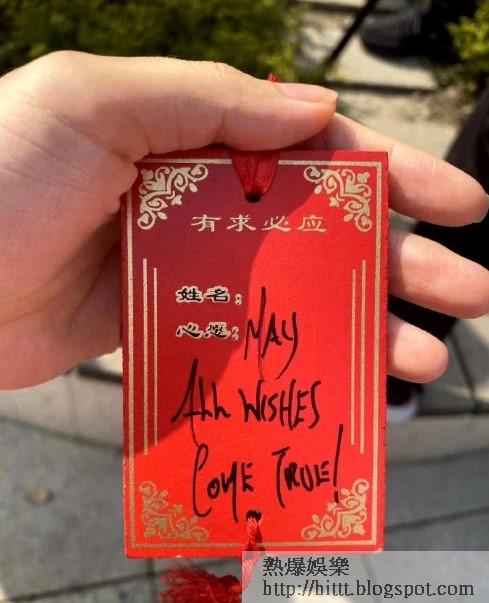 有求必应
姓名：
心愿：MAY
All WISHES
COME TRUE!
熱爆娛樂
http://hittt.blogspot.com